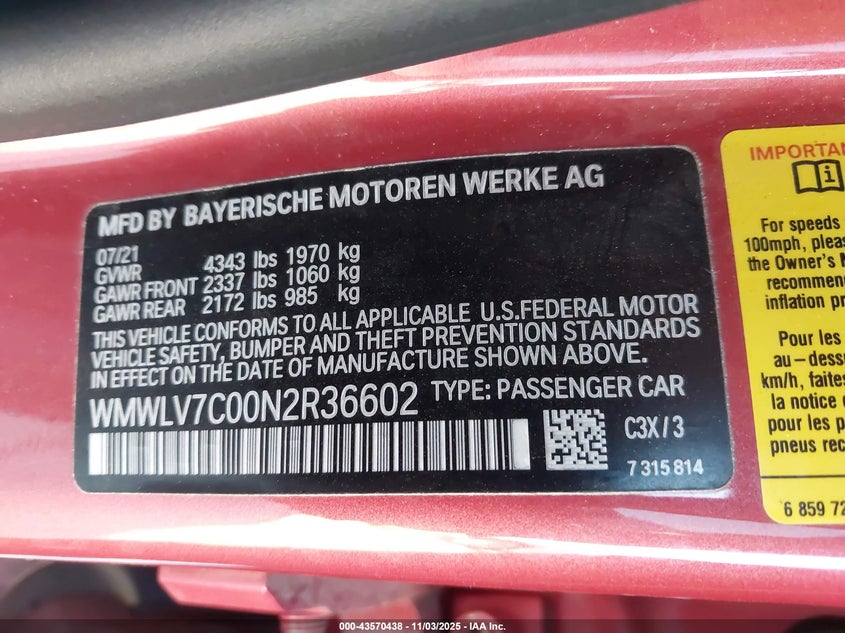 MFD BY BAYERISCHE MOTOREN WERKE AG
07/21
GVWR 4343 lbs 1970 kg
GAWR FRONT 2337 lbs 1060 kg
GAWR REAR 2172 lbs 985 kg
THIS VEHICLE CONFORMS TO ALL APPLICABLE U.S.FEDERAL MOTOR
VEHICLE SAFETY, BUMPER AND THEFT PREVENTION STANDARDS
IN EFFECT ON THE DATE OF MANUFACTURE SHOWN ABOVE.
WMWLV7C00N2R36602 TYPE: PASSENGER CAR
C3X/3
7 315 814
IMPORTAN
i
For speeds
100mph, pleas
the Owner's
recommen
inflation pr
Pour les
au-dessu
km/h, faites
la notice
pour les p
pneus rec
6 859 72
000-43570438 - 11/03/2025 - IAA Inc.